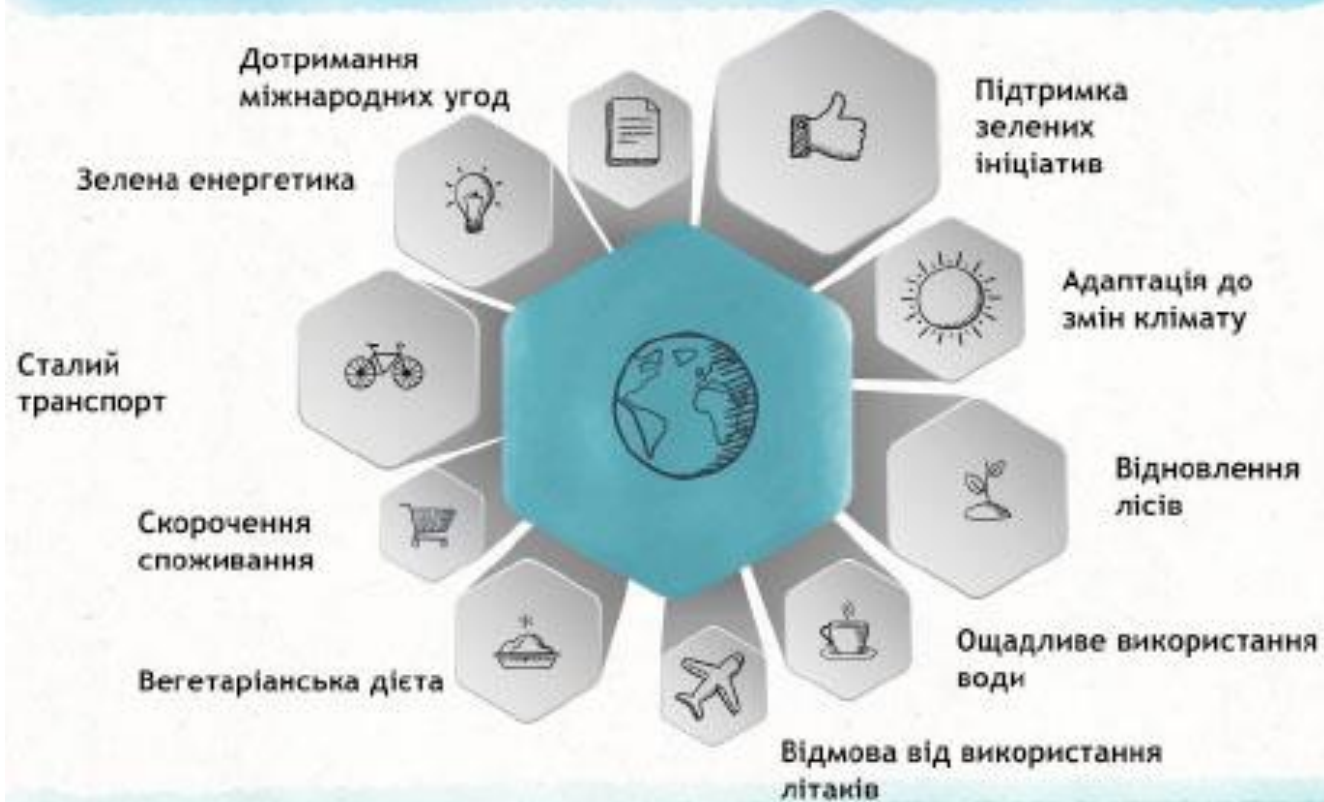 Дотримання
міжнародних угод
Підтримка
зелених
ініціатив
Зелена енергетика
Адаптація до
змін клімату
Сталий
транспорт
Відновлення
лісів
Скорочення
споживання
Ощадливе використання
води
Вегетаріанська дієта
Відмова від використання
літаків